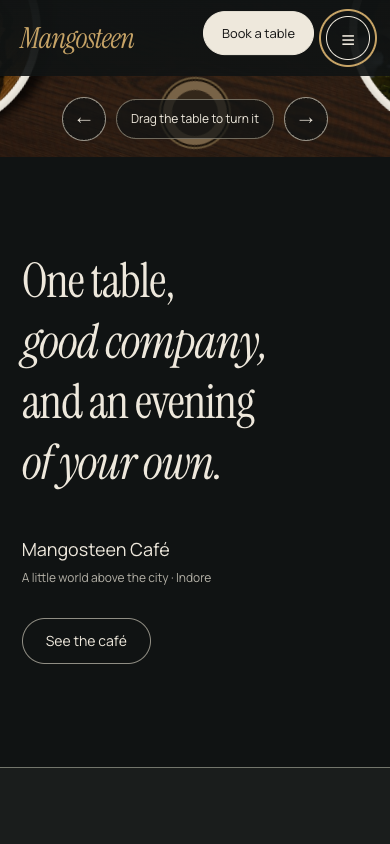 Mangosteen
Book a table
← Drag the table to turn it →
One table,
good company,
and an evening
of your own.
Mangosteen Café
A little world above the city · Indore
See the café